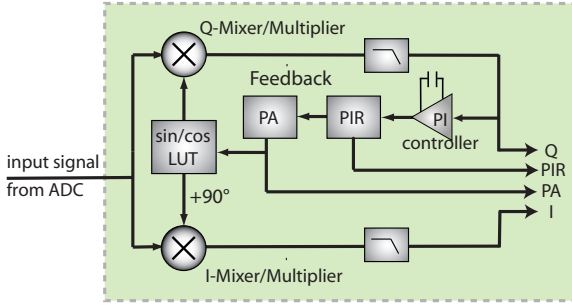 Q-Mixer/Multiplier
Feedback
PI
controller
PIR
PA
sin/cos
LUT
input signal
from ADC
+90°
Q
PIR
PA
I
I-Mixer/Multiplier